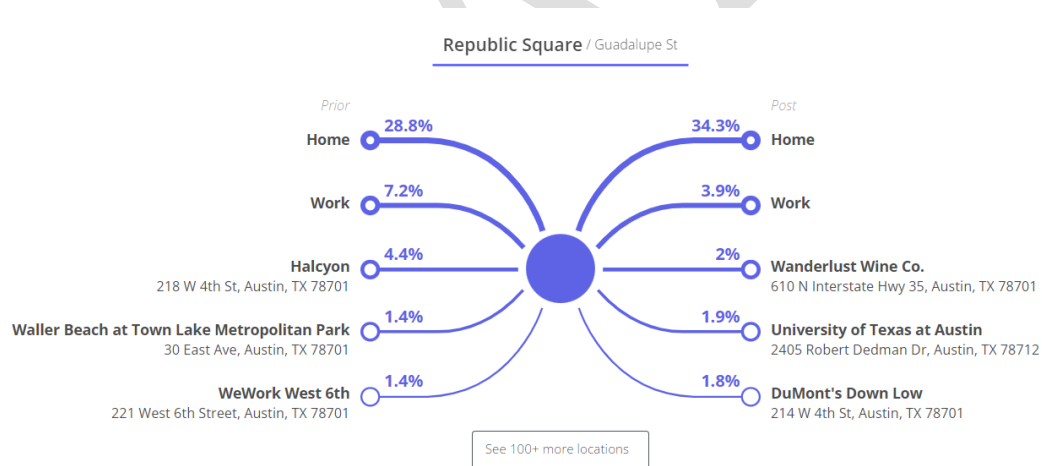 Republic Square / Guadalupe St
Prior
Post
28.8%
Home
34.3%
Home
7.2%
Work
3.9%
Work
4.4%
Halcyon
218 W 4th St, Austin, TX 78701
2%
Wanderlust Wine Co.
610 N Interstate Hwy 35, Austin, TX 78701
1.4%
Waller Beach at Town Lake Metropolitan Park
30 East Ave, Austin, TX 78701
1.9%
University of Texas at Austin
2405 Robert Dedman Dr, Austin, TX 78712
1.4%
WeWork West 6th
221 West 6th Street, Austin, TX 78701
1.8%
DuMont's Down Low
214 W 4th St, Austin, TX 78701
See 100+ more locations